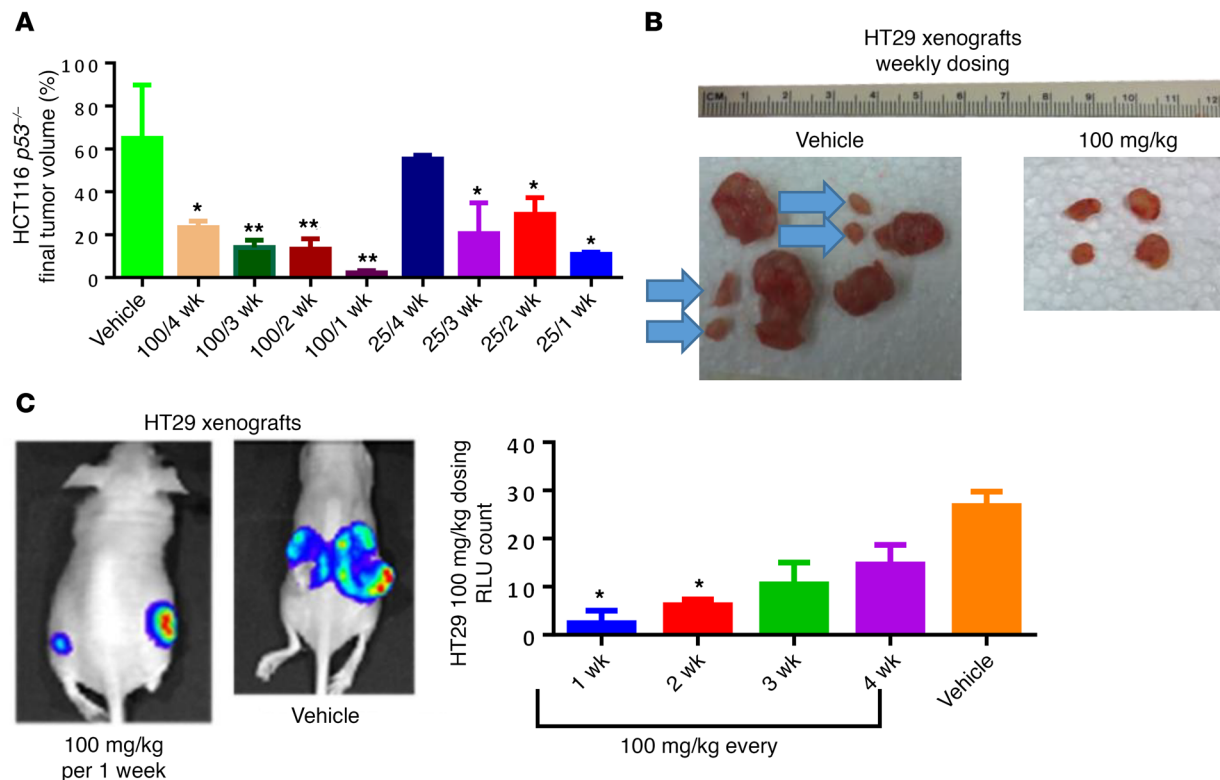 A
HCT116 p53–/–
final tumor volume (%)
100
80
60
40
20
0
*
**
**
**
*
*
*
Vehicle
100/4 wk
100/3 wk
100/2 wk
100/1 wk
25/4 wk
25/3 wk
25/2 wk
25/1 wk
B
HT29 xenografts
weekly dosing
CM 1 2 3 4 5 6 7 8 9 10 11 12
Vehicle
100 mg/kg
C
HT29 xenografts
100 mg/kg
per 1 week
Vehicle
HT29 100 mg/kg dosing
RLU count
40
30
20
10
0
*
*
1 wk
2 wk
3 wk
4 wk
Vehicle
100 mg/kg every